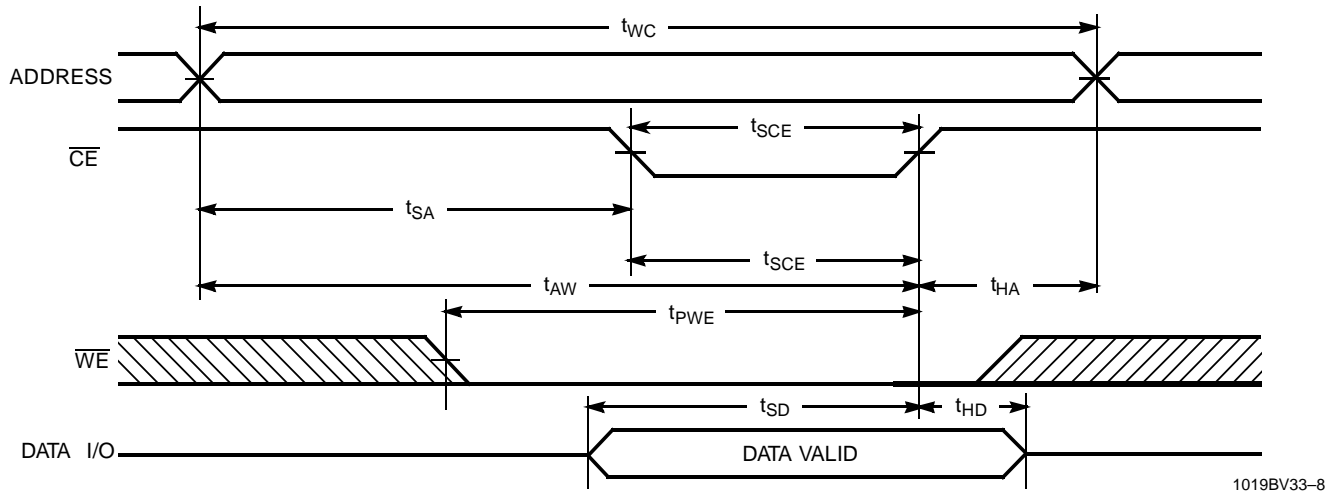 tWC
ADDRESS
tSCE
CE
tSA
tSCE
tAW
tHA
tPWE
WE
tSD
tHD
DATA I/O
DATA VALID
1019BV33–8